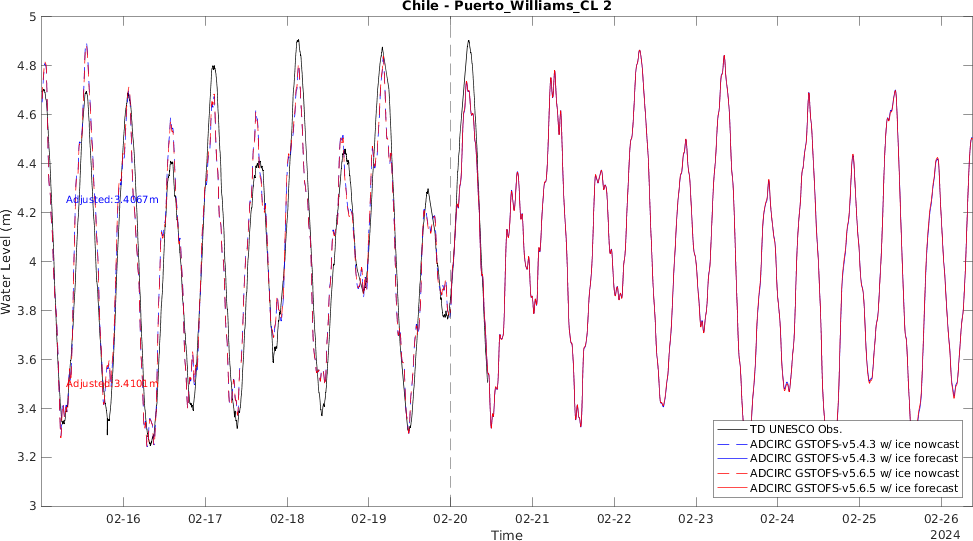 Chile - Puerto_Williams_CL 2
5
4.8
4.6
4.4
4.2
4
3.8
3.6
3.4
3.2
3
Water Level (m)
Adjusted:3.4067m
Adjusted:3.4101m
TD UNESCO Obs.
ADCIRC GSTOFS-v5.4.3 w/ ice nowcast
ADCIRC GSTOFS-v5.4.3 w/ ice forecast
ADCIRC GSTOFS-v5.6.5 w/ ice nowcast
ADCIRC GSTOFS-v5.6.5 w/ ice forecast
02-16 02-17 02-18 02-19 02-20 02-21 02-22 02-23 02-24 02-25 02-26
Time
2024